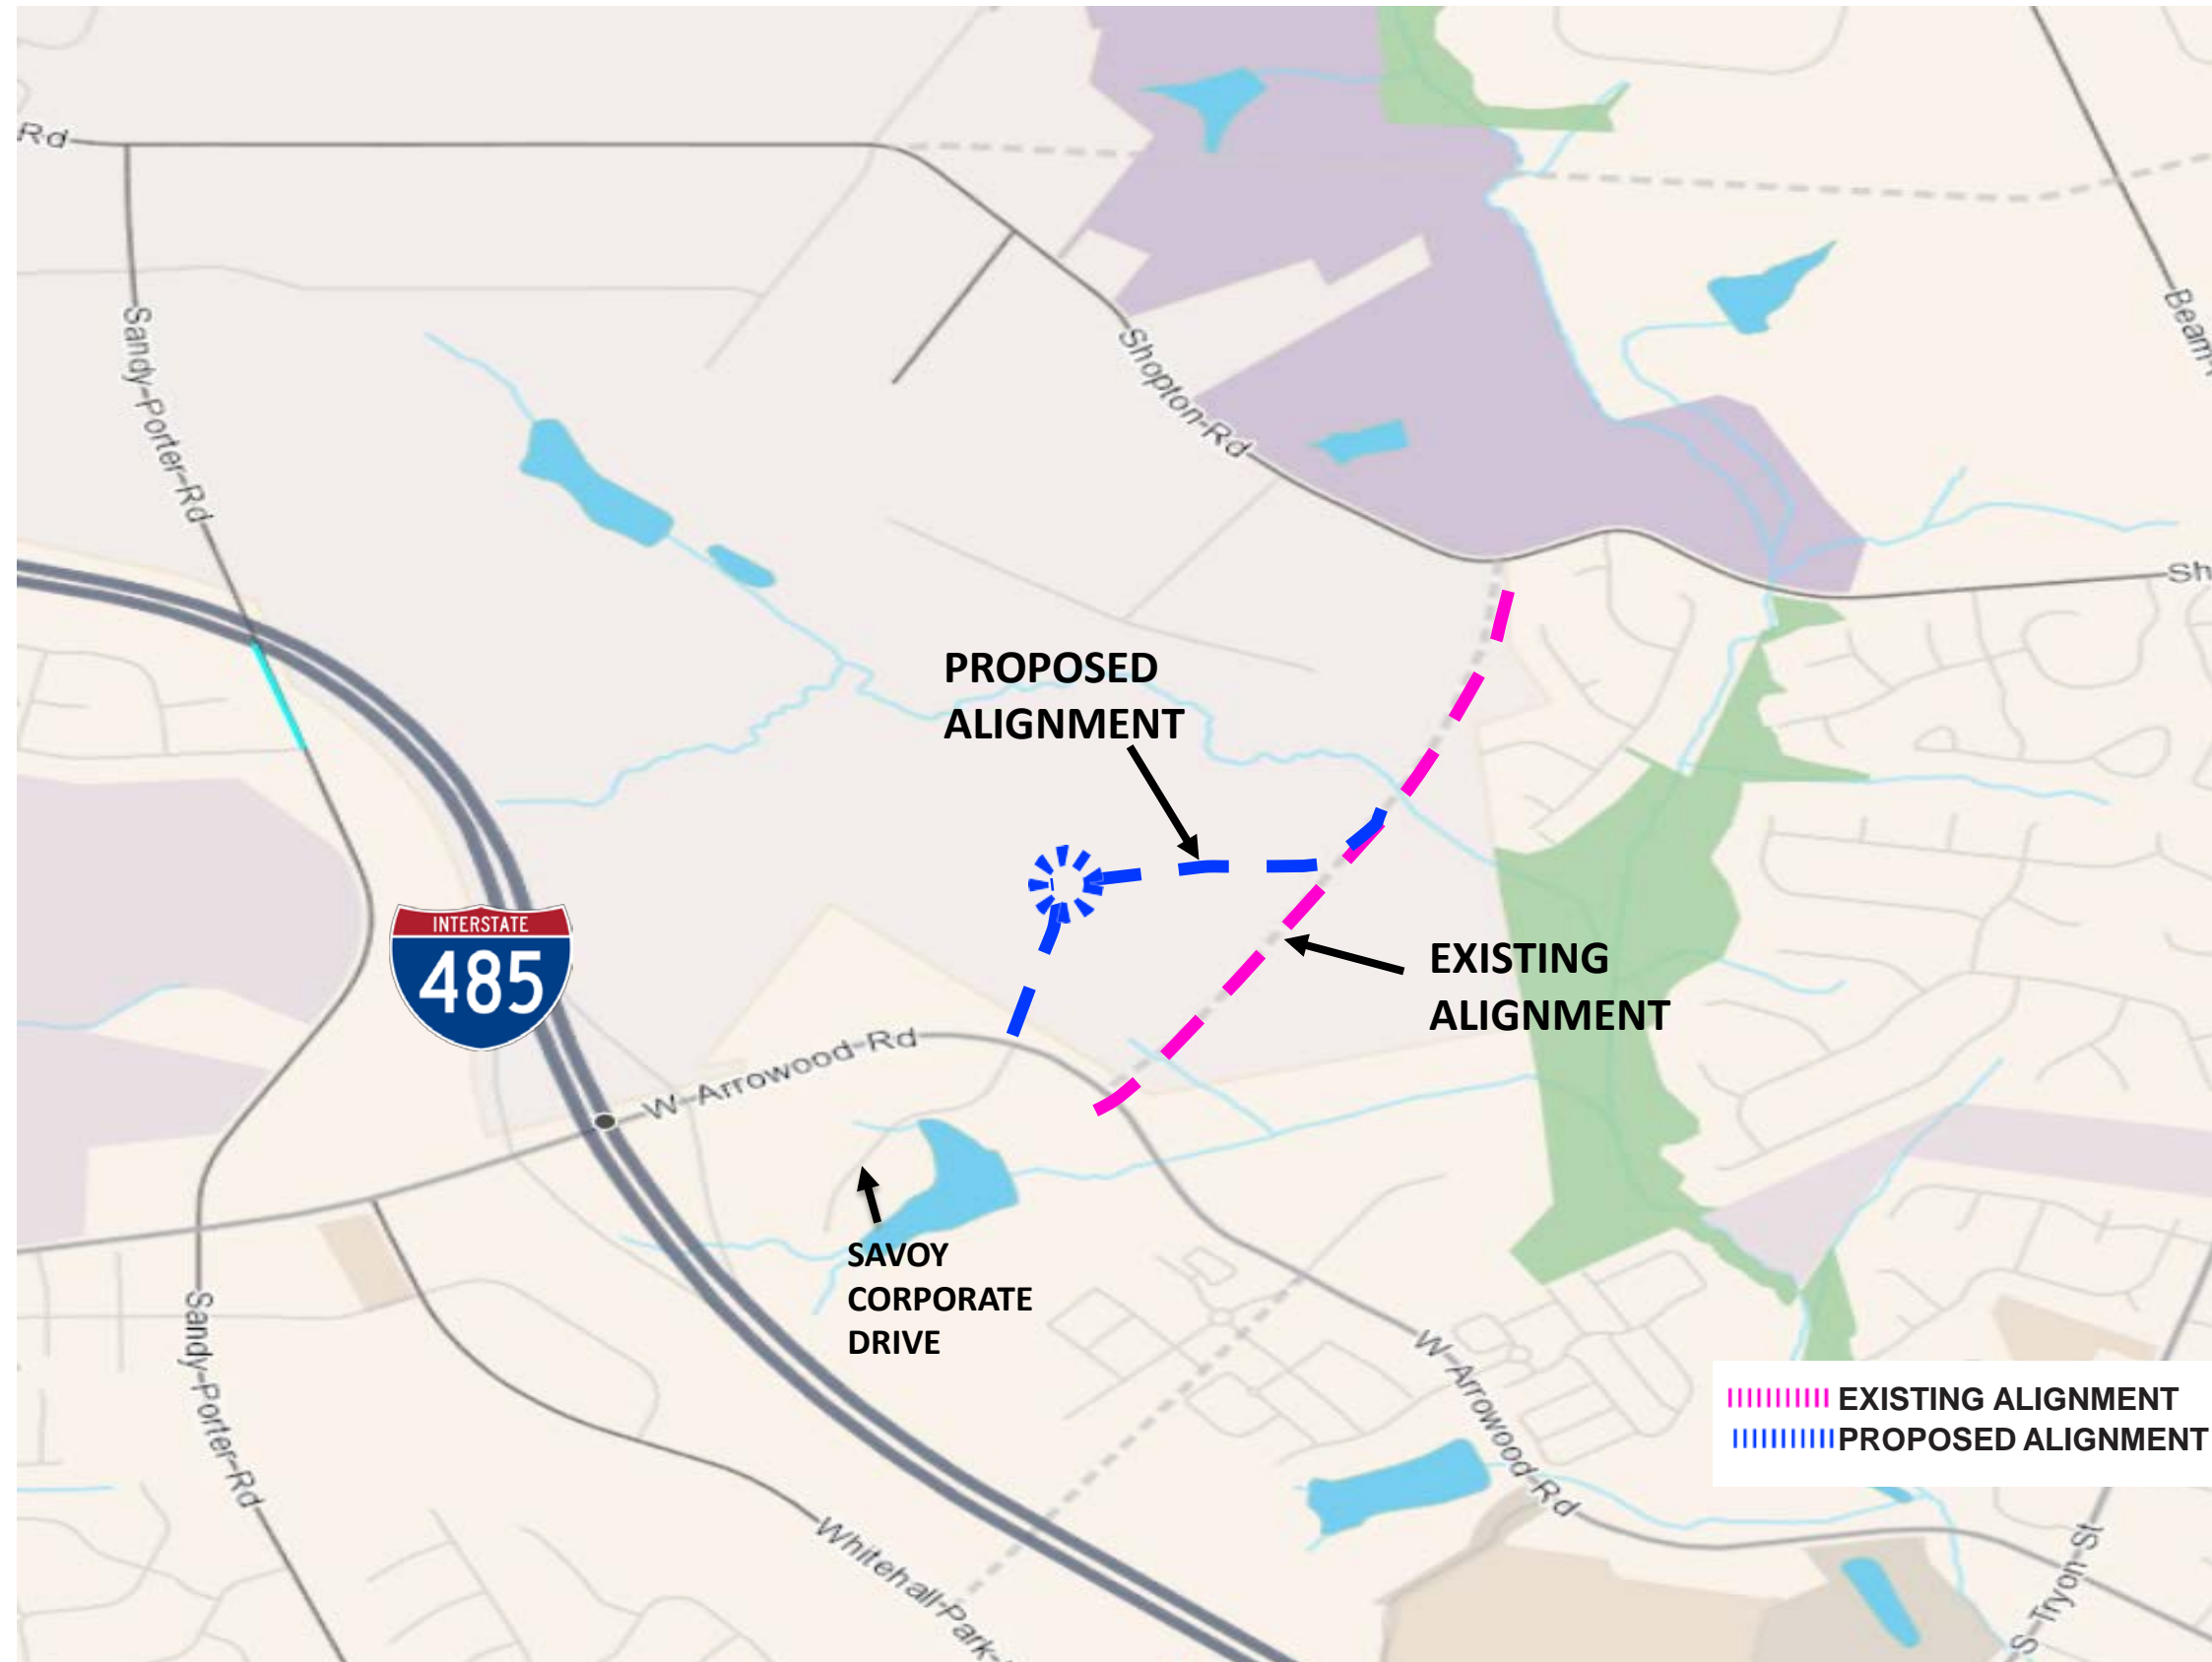 Rd
Sandy-Porter-Rd
Shopton-Rd
Beam
Sh
PROPOSED
ALIGNMENT
EXISTING
ALIGNMENT
INTERSTATE
485
W-Arrowood-Rd
SAVOY
CORPORATE
DRIVE
Sandy-Porter-Rd
W-Arrowood-Rd
EXISTING ALIGNMENT
PROPOSED ALIGNMENT
Whitehall-Park-
S-Tryon-St